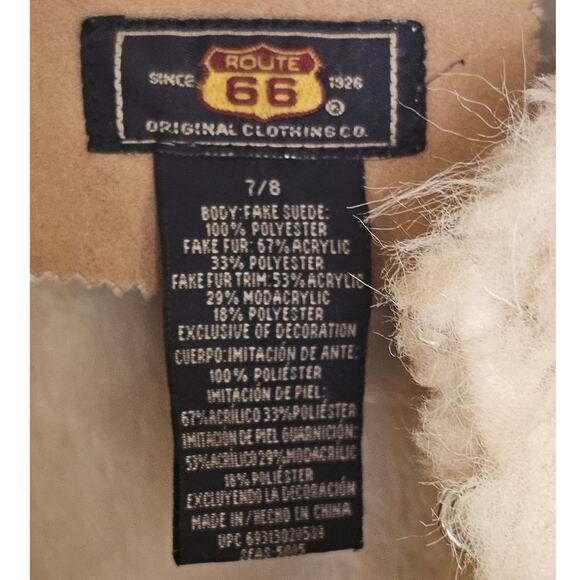 ROUTE
SINCE 66 1926
®
ORIGINAL CLOTHING CO.
7/8
BODY:FAKE SUEDE:
100% POLYESTER
FAKE FUR: 67% ACRYLIC
33% POLYESTER
FAKE FUR TRIM: 53% ACRYLIC
29% MODACRYLIC
18% POLYESTER
EXCLUSIVE OF DECORATION
CUERPO:IMITACIÓN DE ANTE:
100% POLIÉSTER
IMITACIÓN DE PIEL:
67%ACRÍLICO 33%POLIÉSTER
IMITACIÓN DE PIEL GUARNICIÓN:
53%ACRÍLICO 29%MODACRÍLIC
18% POLIÉSTER
EXCLUYENDO LA DECORACIÓN
MADE IN / HECHO EN CHINA
UPC